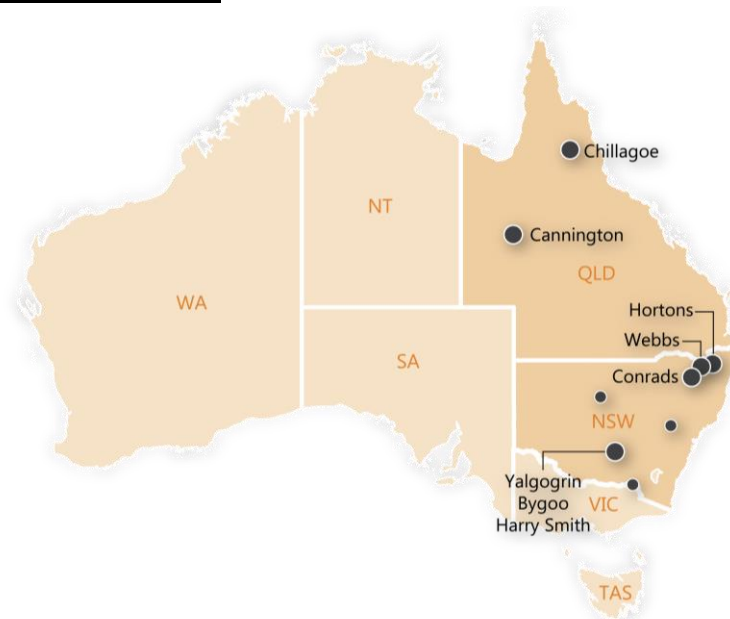 Chillagoe
NT
Cannington
QLD
WA
Hortons
Webbs
SA
Conrads
NSW
Yalgogrin
Bygoo
Harry Smith
VIC
TAS